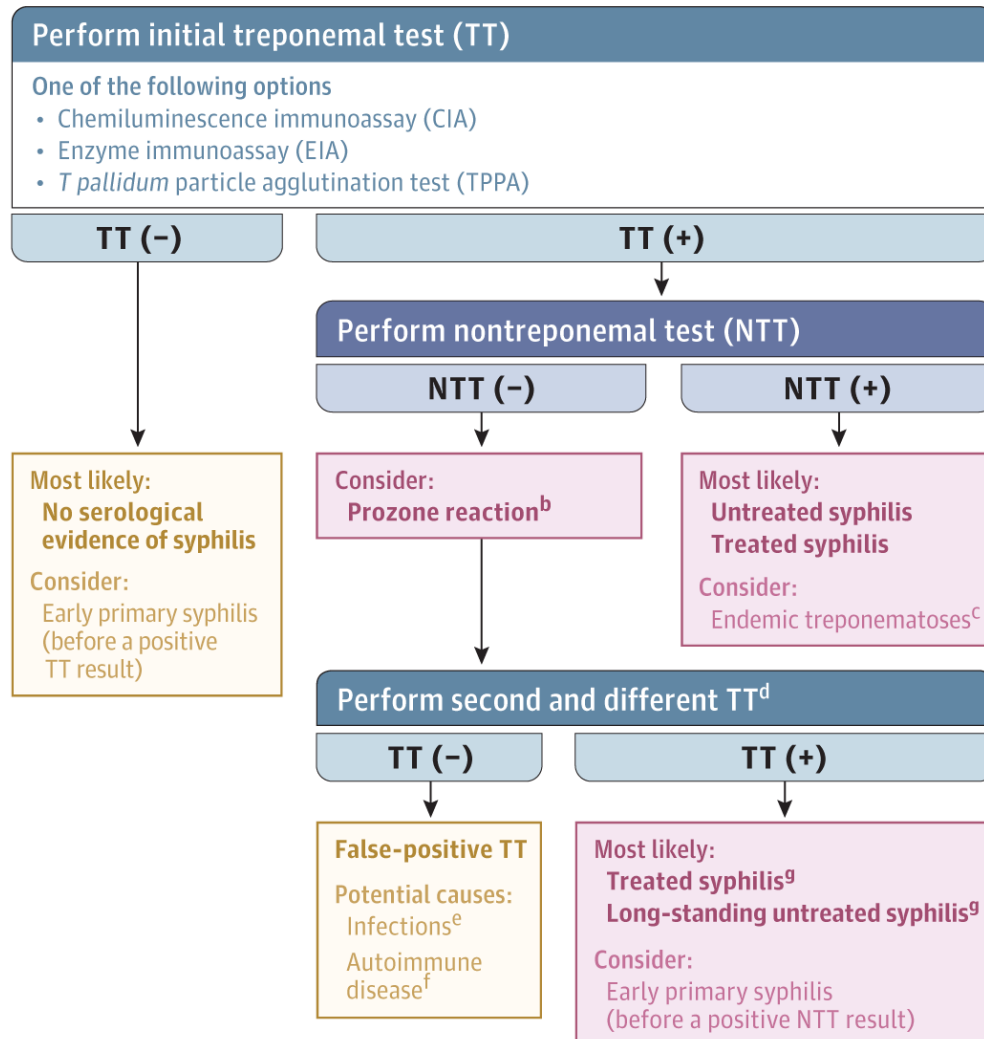 Perform initial treponemal test (TT)
One of the following options
• Chemiluminescence immunoassay (CIA)
• Enzyme immunoassay (EIA)
• T pallidum particle agglutination test (TPPA)
TT (−)
TT (+)
Perform nontreponemal test (NTT)
NTT (−)
NTT (+)
Most likely:
No serological
evidence of syphilis
Consider:
Early primary syphilis
(before a positive
TT result)
Consider:
Prozone reactionᵇ
Most likely:
Untreated syphilis
Treated syphilis
Consider:
Endemic treponematosesᶜ
Perform second and different TTᵈ
TT (−)
TT (+)
False-positive TT
Potential causes:
Infectionsᵉ
Autoimmune
diseaseᶠ
Most likely:
Treated syphilisᵍ
Long-standing untreated syphilisᵍ
Consider:
Early primary syphilis
(before a positive NTT result)